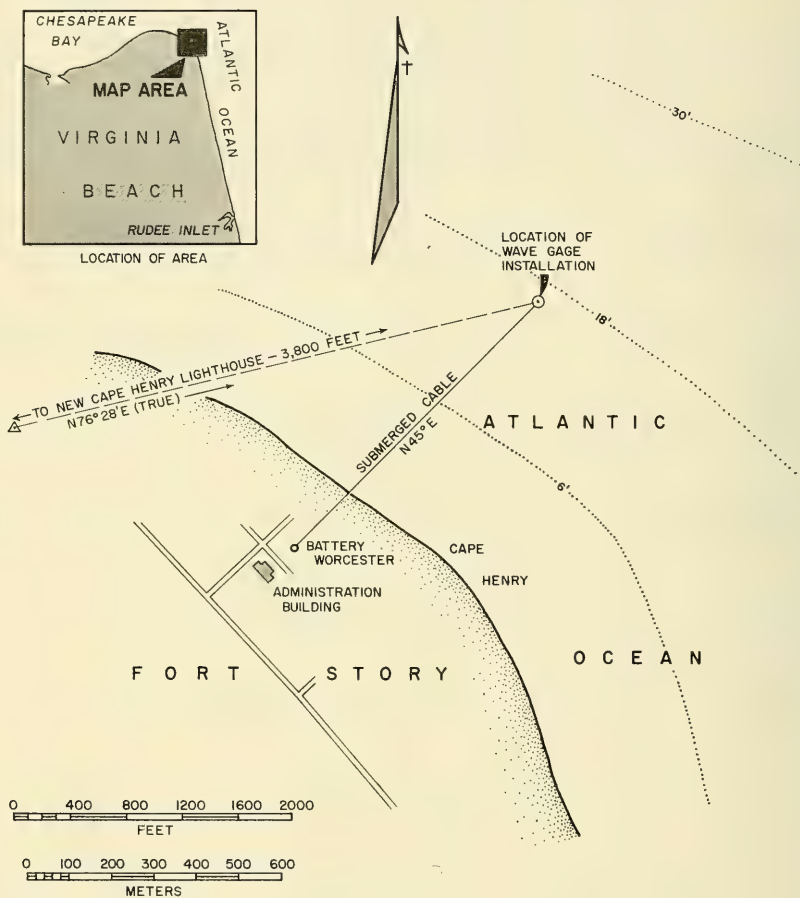 CHESAPEAKE
BAY
ATLANTIC
OCEAN
MAP AREA
VIRGINIA
BEACH
RUDEE INLET
LOCATION OF AREA
30'
LOCATION OF
WAVE GAGE
INSTALLATION
18'
TO NEW CAPE HENRY LIGHTHOUSE – 3,800 FEET
N76°28'E (TRUE)
SUBMERGED CABLE
N45°E
ATLANTIC
6'
BATTERY
WORCESTER
CAPE
HENRY
ADMINISTRATION
BUILDING
OCEAN
FORT STORY
0 400 800 1200 1600 2000
FEET
0 100 200 300 400 500 600
METERS